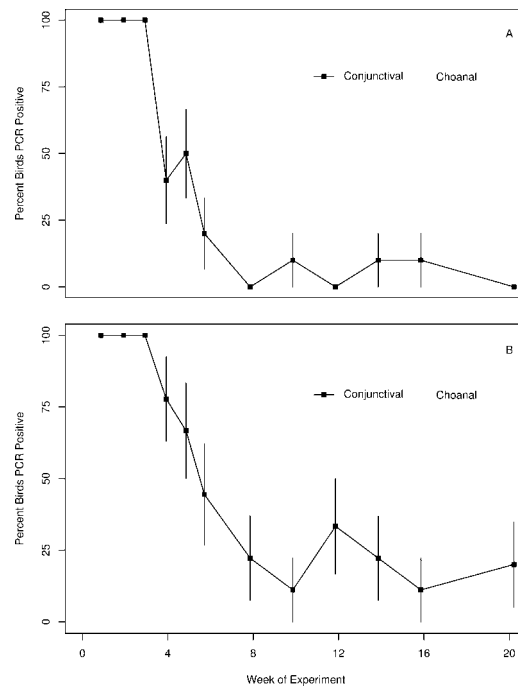 A
Conjunctival Choanal
Percent Birds PCR Positive
100
75
50
25
0
B
Conjunctival Choanal
Percent Birds PCR Positive
100
75
50
25
0
0 4 8 12 16 20
Week of Experiment